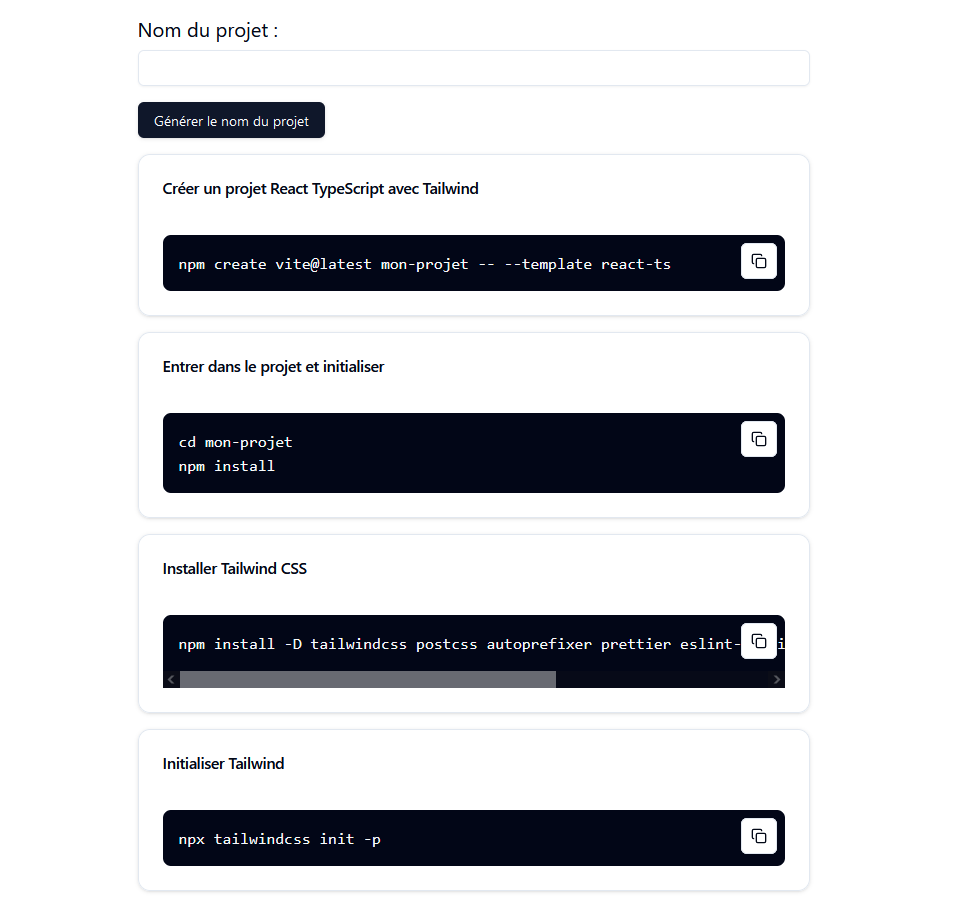 Nom du projet :
Générer le nom du projet
Créer un projet React TypeScript avec Tailwind
npm create vite@latest mon-projet -- --template react-ts
Entrer dans le projet et initialiser
cd mon-projet
npm install
Installer Tailwind CSS
npm install -D tailwindcss postcss autoprefixer prettier eslint-
Initialiser Tailwind
npx tailwindcss init -p